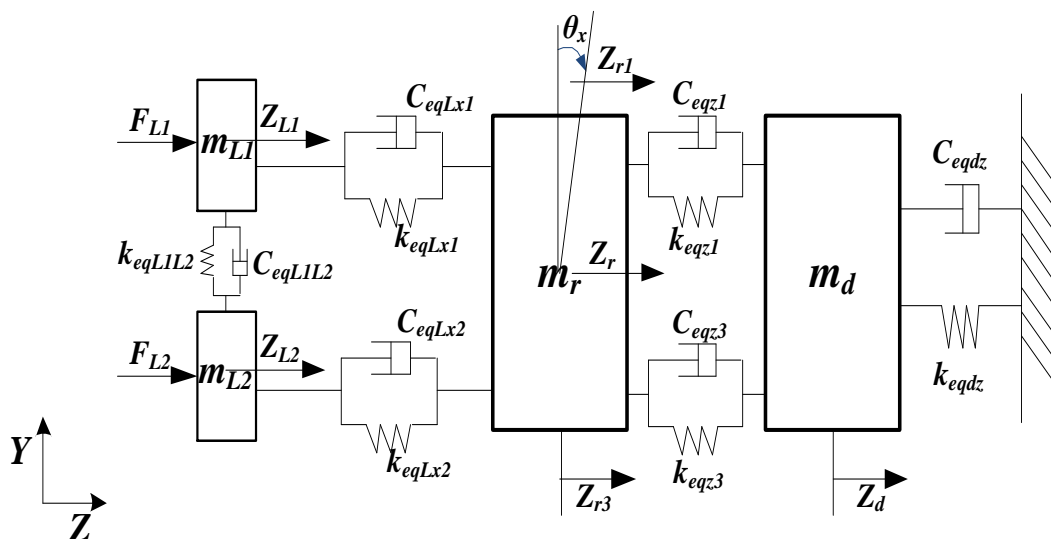 θx
Zr1
CeqLx1
Ceqz1
FL1
ZL1
mL1
Ceqdz
keqLx1
keqz1
keqL1L2
CeqL1L2
Zr
mr
md
CeqLx2
Ceqz3
FL2
ZL2
mL2
keqdz
keqLx2
keqz3
Y
Zr3
Zd
Z